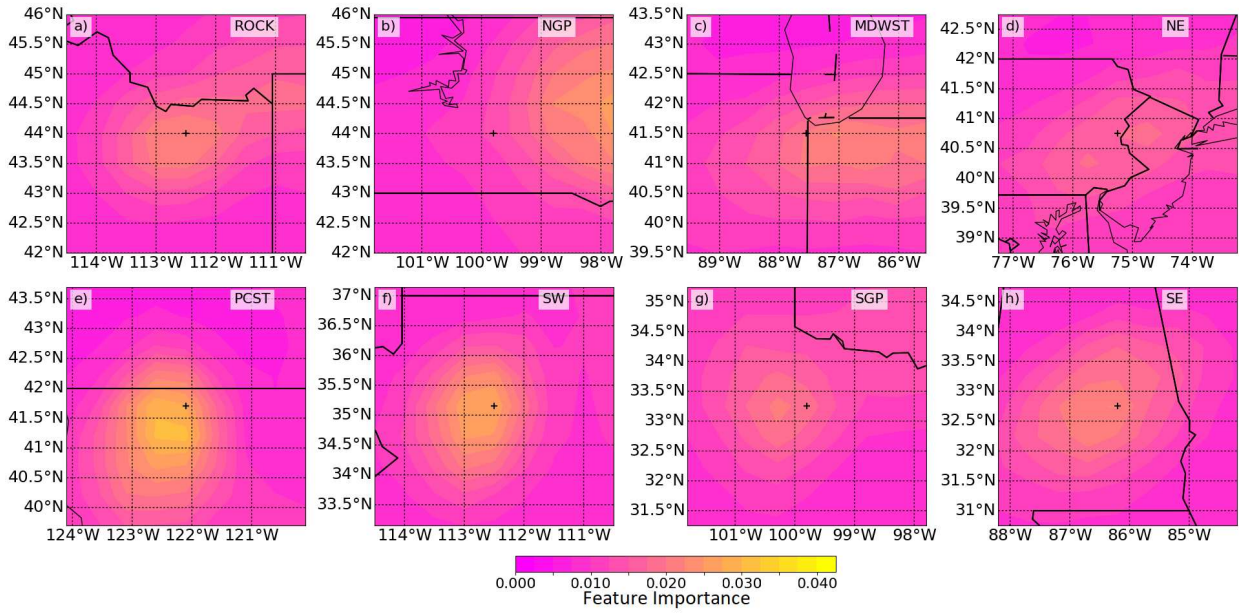 a) ROCK
46°N
45.5°N
45°N
44.5°N
44°N
43.5°N
43°N
42.5°N
42°N
114°W 113°W 112°W 111°W
b) NGP
46°N
45.5°N
45°N
44.5°N
44°N
43.5°N
43°N
42.5°N
42°N
101°W 100°W 99°W 98°W
c) MDWST
43.5°N
43°N
42.5°N
42°N
41.5°N
41°N
40.5°N
40°N
39.5°N
89°W 88°W 87°W 86°W
d) NE
42.5°N
42°N
41.5°N
41°N
40.5°N
40°N
39.5°N
39°N
77°W 76°W 75°W 74°W
e) PCST
43.5°N
43°N
42.5°N
42°N
41.5°N
41°N
40.5°N
40°N
124°W 123°W 122°W 121°W
f) SW
37°N
36.5°N
36°N
35.5°N
35°N
34.5°N
34°N
33.5°N
114°W 113°W 112°W 111°W
g) SGP
35°N
34.5°N
34°N
33.5°N
33°N
32.5°N
32°N
31.5°N
101°W 100°W 99°W 98°W
h) SE
34.5°N
34°N
33.5°N
33°N
32.5°N
32°N
31.5°N
31°N
88°W 87°W 86°W 85°W
0.000 0.010 0.020 0.030 0.040
Feature Importance